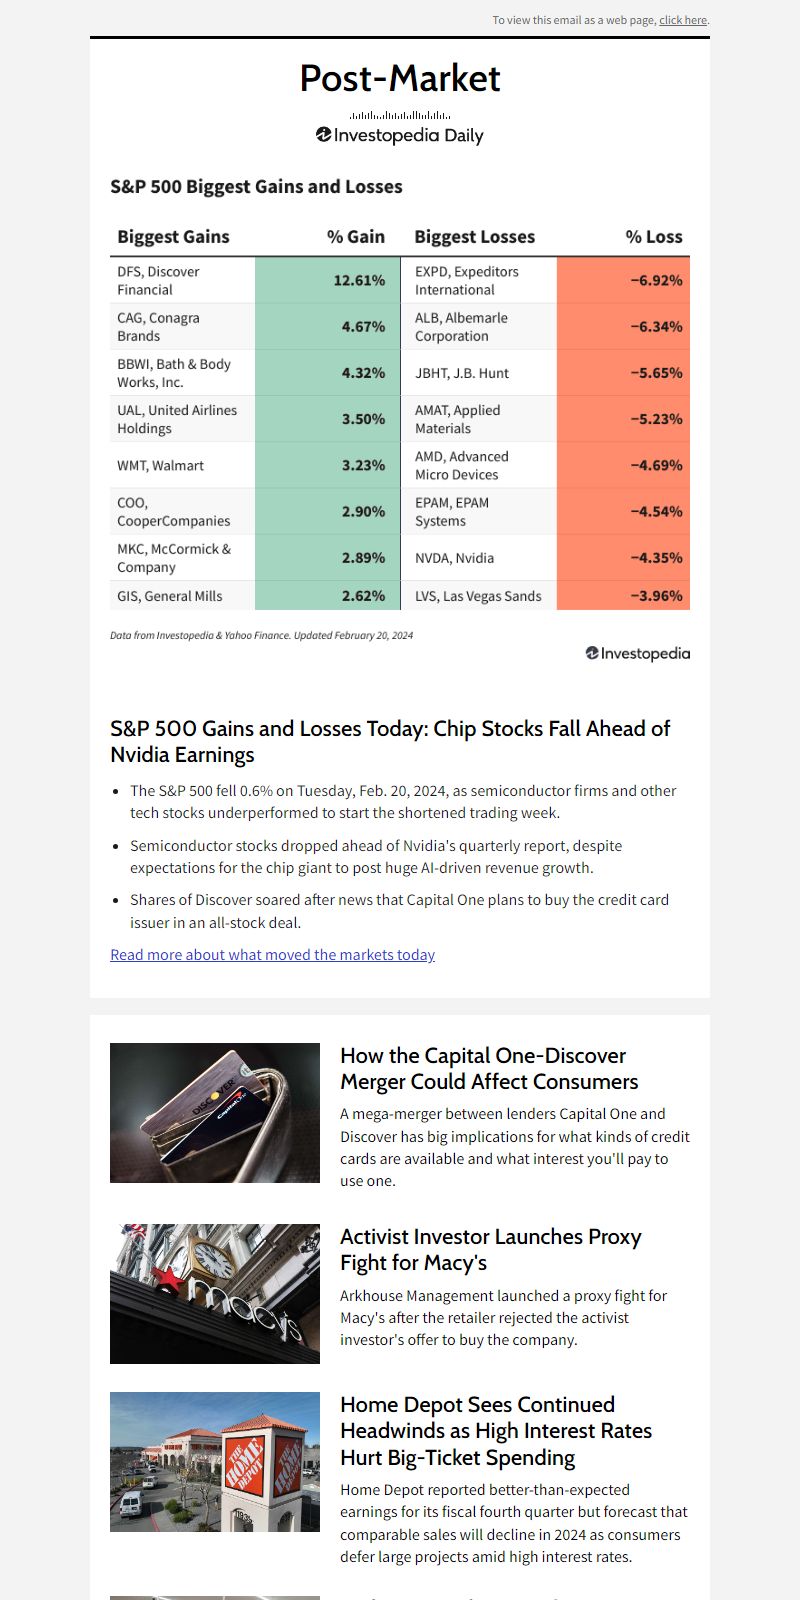 To view this email as a web page, click here.
Post-Market
Investopedia Daily
S&P 500 Biggest Gains and Losses
Biggest Gains % Gain Biggest Losses % Loss
DFS, Discover Financial 12.61% EXPD, Expeditors International −6.92%
CAG, Conagra Brands 4.67% ALB, Albemarle Corporation −6.34%
BBWI, Bath & Body Works, Inc. 4.32% JBHT, J.B. Hunt −5.65%
UAL, United Airlines Holdings 3.50% AMAT, Applied Materials −5.23%
WMT, Walmart 3.23% AMD, Advanced Micro Devices −4.69%
COO, CooperCompanies 2.90% EPAM, EPAM Systems −4.54%
MKC, McCormick & Company 2.89% NVDA, Nvidia −4.35%
GIS, General Mills 2.62% LVS, Las Vegas Sands −3.96%
Data from Investopedia & Yahoo Finance. Updated February 20, 2024
Investopedia
S&P 500 Gains and Losses Today: Chip Stocks Fall Ahead of
Nvidia Earnings
• The S&P 500 fell 0.6% on Tuesday, Feb. 20, 2024, as semiconductor firms and other
tech stocks underperformed to start the shortened trading week.
• Semiconductor stocks dropped ahead of Nvidia's quarterly report, despite
expectations for the chip giant to post huge AI-driven revenue growth.
• Shares of Discover soared after news that Capital One plans to buy the credit card
issuer in an all-stock deal.
Read more about what moved the markets today
DISCOVER
Capital One
How the Capital One-Discover
Merger Could Affect Consumers
A mega-merger between lenders Capital One and
Discover has big implications for what kinds of credit
cards are available and what interest you'll pay to
use one.
macy's
Activist Investor Launches Proxy
Fight for Macy's
Arkhouse Management launched a proxy fight for
Macy's after the retailer rejected the activist
investor's offer to buy the company.
THE HOME DEPOT
THE HOME DEPOT
Home Depot Sees Continued
Headwinds as High Interest Rates
Hurt Big-Ticket Spending
Home Depot reported better-than-expected
earnings for its fiscal fourth quarter but forecast that
comparable sales will decline in 2024 as consumers
defer large projects amid high interest rates.